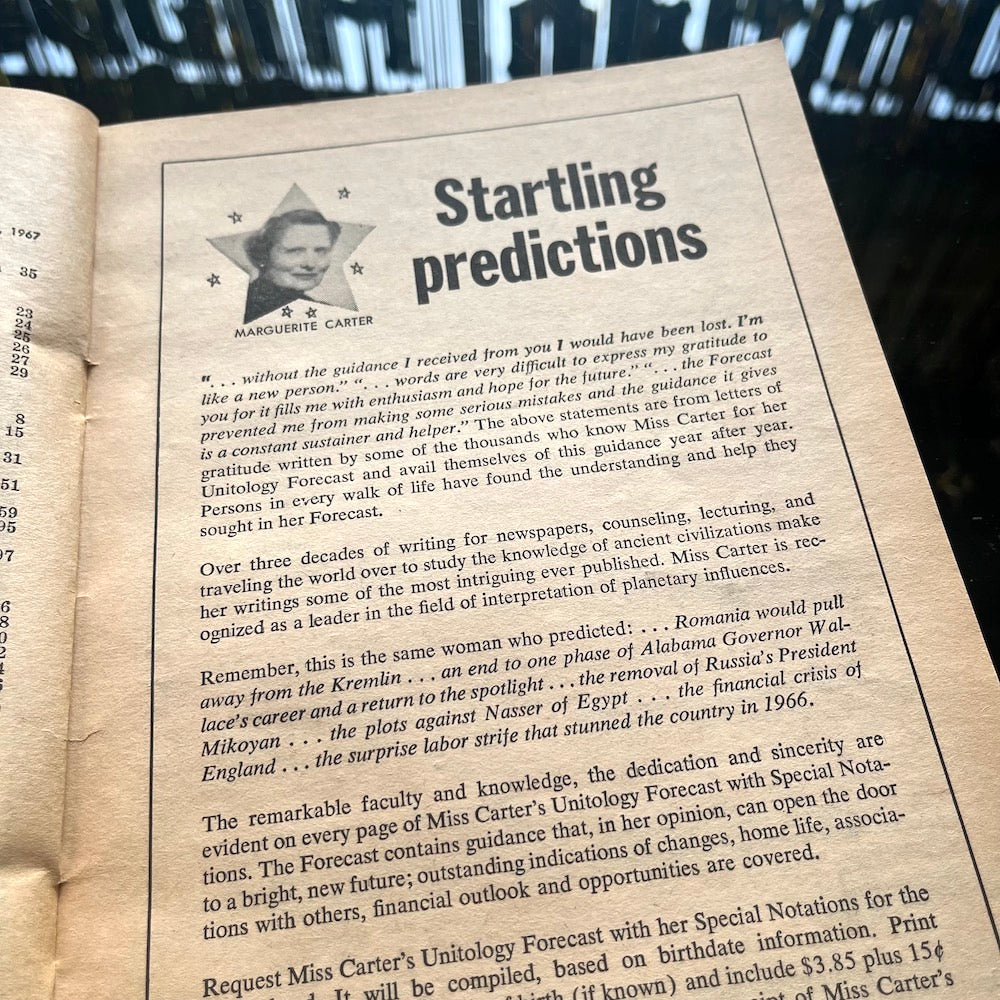 1967
35
23
24
25
26
27
29
8
15
31
51
59
95
97
6
8
0
2
4
Startling
predictions
MARGUERITE CARTER
". . . without the guidance I received from you I would have been lost. I'm
like a new person." ". . . words are very difficult to express my gratitude to
you for it fills me with enthusiasm and hope for the future." ". . . the Forecast
prevented me from making some serious mistakes and the guidance it gives
is a constant sustainer and helper." The above statements are from letters of
gratitude written by some of the thousands who know Miss Carter for her
Unitology Forecast and avail themselves of this guidance year after year.
Persons in every walk of life have found the understanding and help they
sought in her Forecast.
Over three decades of writing for newspapers, counseling, lecturing, and
traveling the world over to study the knowledge of ancient civilizations make
her writings some of the most intriguing ever published. Miss Carter is rec-
ognized as a leader in the field of interpretation of planetary influences.
Remember, this is the same woman who predicted: . . . Romania would pull
away from the Kremlin . . . an end to one phase of Alabama Governor Wal-
lace's career and a return to the spotlight . . . the removal of Russia's President
Mikoyan . . . the plots against Nasser of Egypt . . . the financial crisis of
England . . . the surprise labor strife that stunned the country in 1966.
The remarkable faculty and knowledge, the dedication and sincerity are
evident on every page of Miss Carter's Unitology Forecast with Special Nota-
tions. The Forecast contains guidance that, in her opinion, can open the door
to a bright, new future; outstanding indications of changes, home life, associa-
tions with others, financial outlook and opportunities are covered.
Request Miss Carter's Unitology Forecast with her Special Notations for the
It will be compiled, based on birthdate information. Print
birth (if known) and include $3.85 plus 15¢
of Miss Carter's